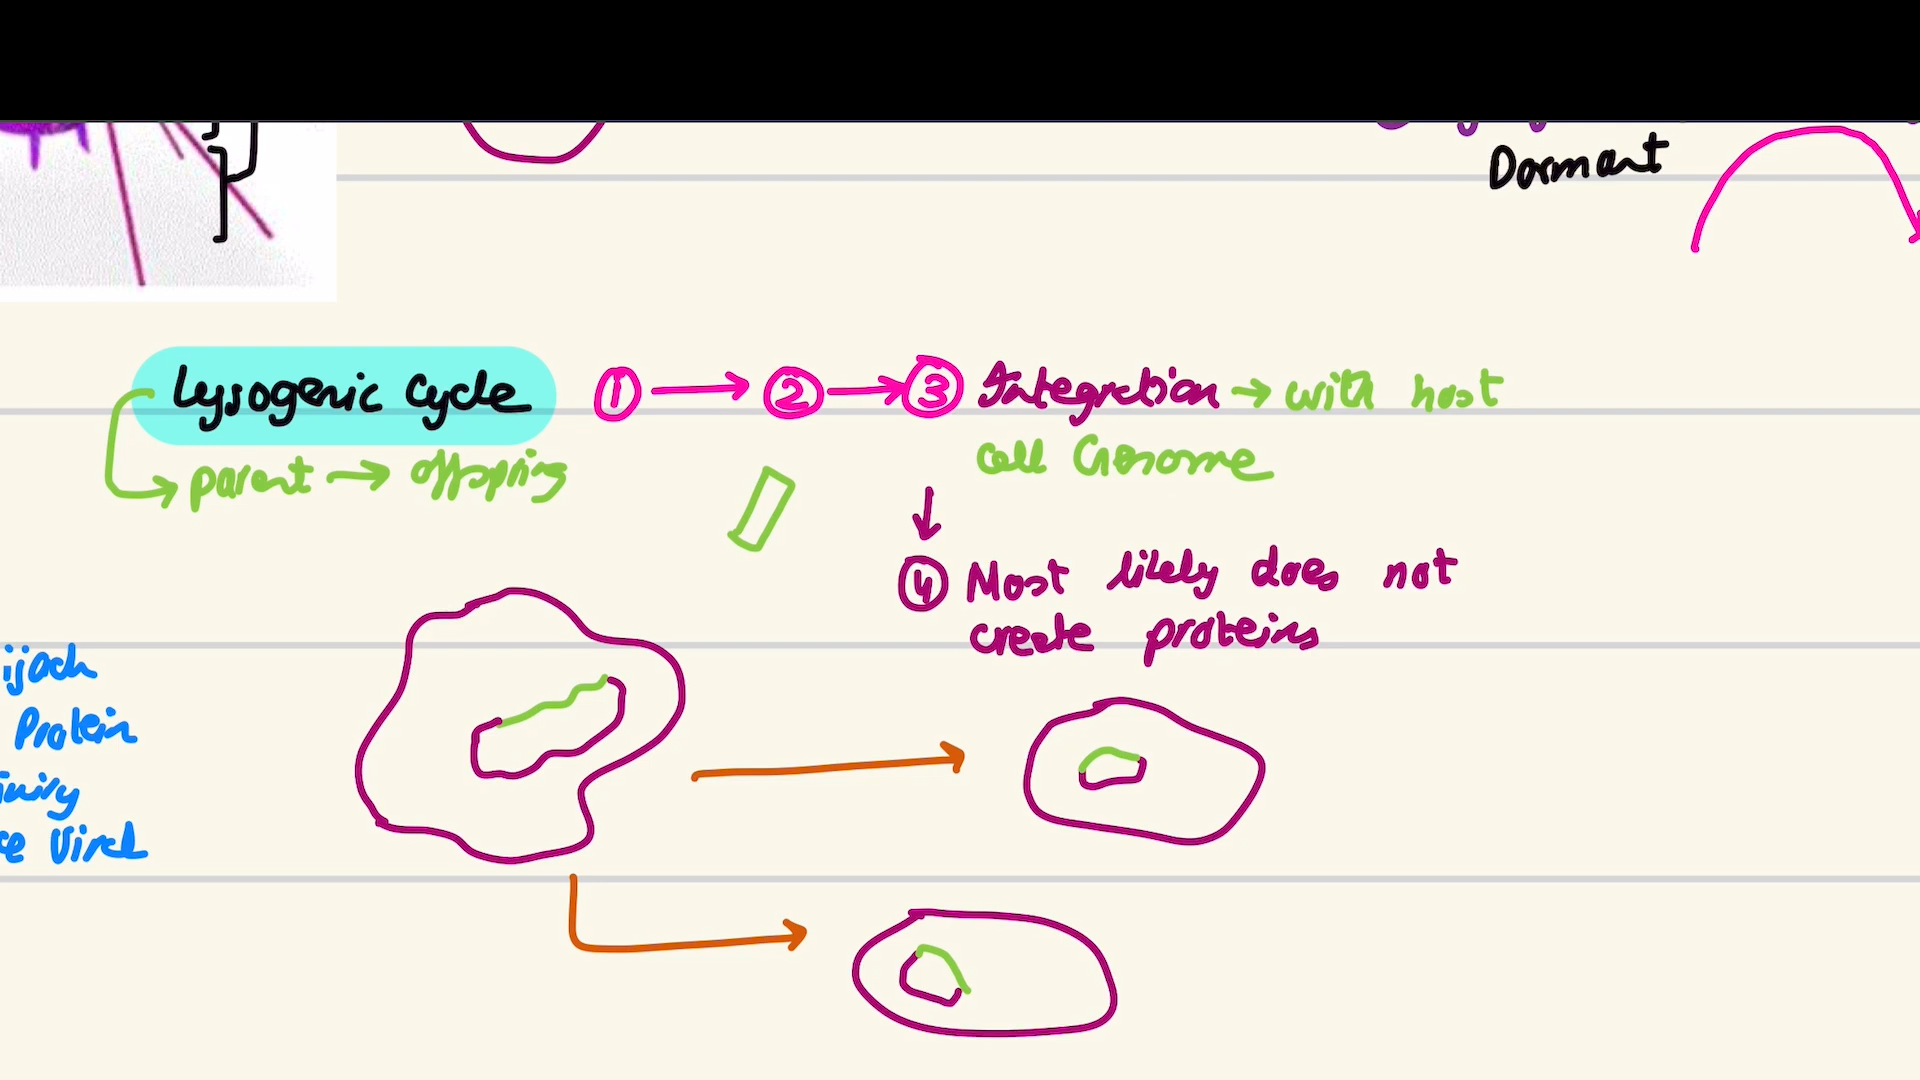 Dormant
Lysogenic Cycle ① → ② → ③ Integration → with host
cell Genome
parent → offspring
④ Most likely does not
create proteins
Protein
Viral